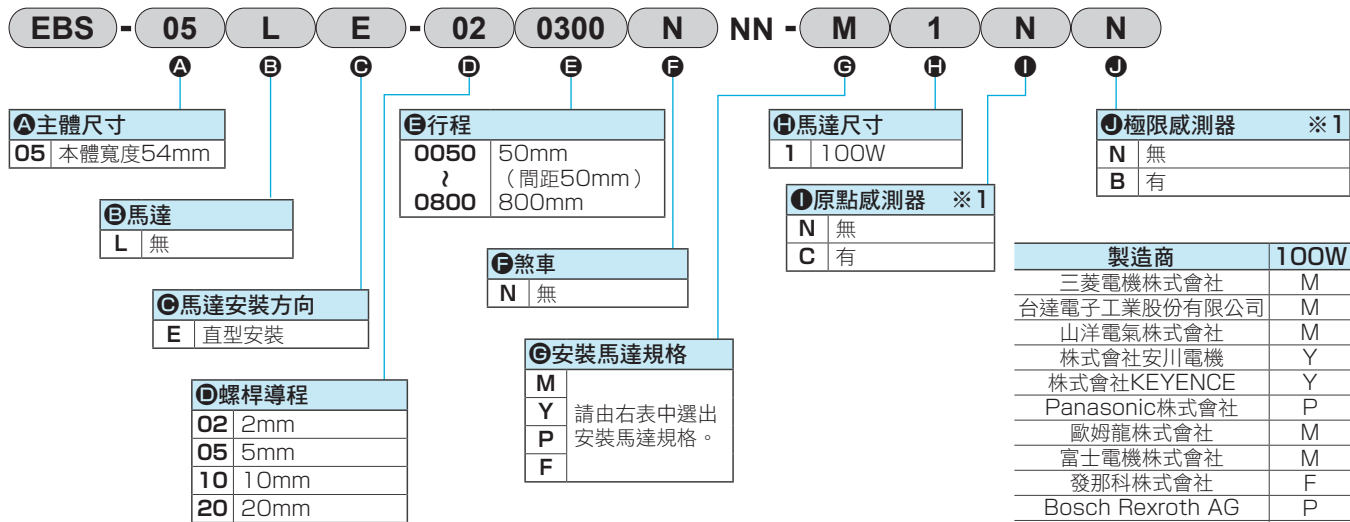 EBS - 05 L E - 02 0300 N NN - M 1 N N
A B C D E F G H I J
A主體尺寸
05 本體寬度54mm
B馬達
L 無
C馬達安裝方向
E 直型安裝
D螺桿導程
02 2mm
05 5mm
10 10mm
20 20mm
E行程
0050 50mm
~ (間距50mm)
0800 800mm
F煞車
N 無
G安裝馬達規格
M
Y 請由右表中選出
P 安裝馬達規格。
F
H馬達尺寸
1 100W
I原點感測器 ※1
N 無
C 有
J極限感測器 ※1
N 無
B 有
製造商 100W
三菱電機株式會社 M
台達電子工業股份有限公司 M
山洋電氣株式會社 M
株式會社安川電機 Y
株式會社KEYENCE Y
Panasonic株式會社 P
歐姆龍株式會社 M
富士電機株式會社 M
發那科株式會社 F
Bosch Rexroth AG P